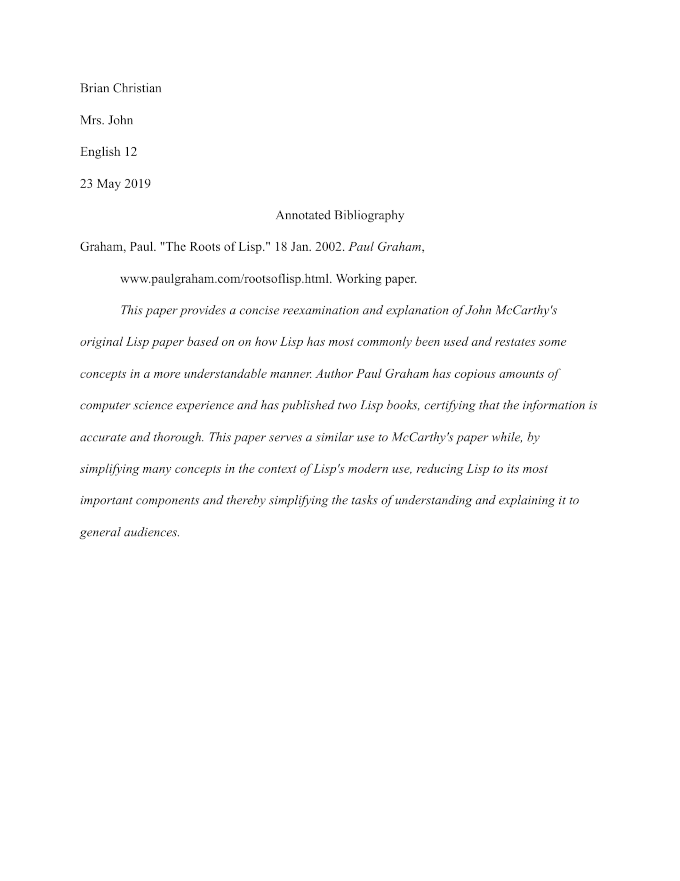 Brian Christian
Mrs. John
English 12
23 May 2019
Annotated Bibliography
Graham, Paul. "The Roots of Lisp." 18 Jan. 2002. Paul Graham,
www.paulgraham.com/rootsoflisp.html. Working paper.
This paper provides a concise reexamination and explanation of John McCarthy's
original Lisp paper based on on how Lisp has most commonly been used and restates some
concepts in a more understandable manner. Author Paul Graham has copious amounts of
computer science experience and has published two Lisp books, certifying that the information is
accurate and thorough. This paper serves a similar use to McCarthy's paper while, by
simplifying many concepts in the context of Lisp's modern use, reducing Lisp to its most
important components and thereby simplifying the tasks of understanding and explaining it to
general audiences.